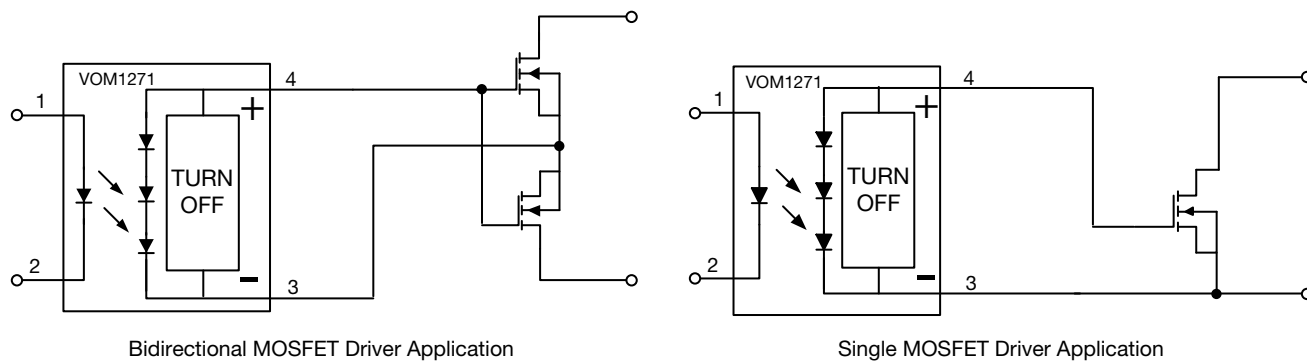 VOM1271
1
2
4
+
TURN
OFF
-
3
Bidirectional MOSFET Driver Application
VOM1271
1
2
4
+
TURN
OFF
-
3
Single MOSFET Driver Application